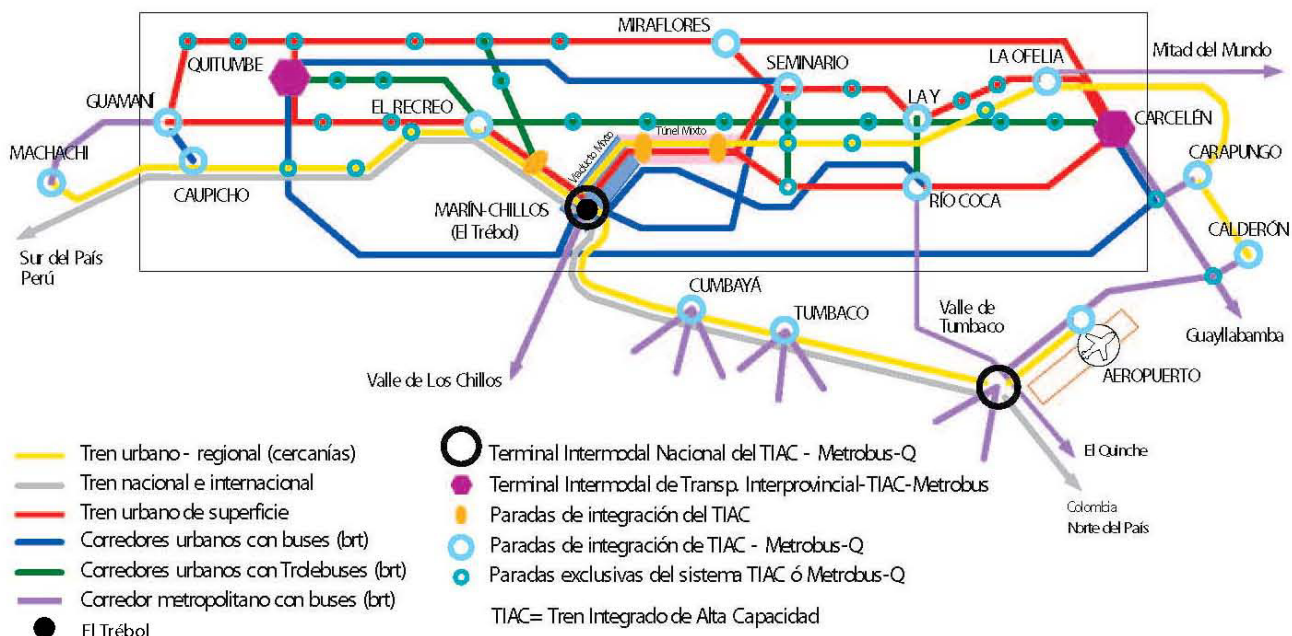 MIRAFLORES
SEMINARIO
LA OFELIA
Mitad del Mundo
QUITUMBE
GUAMANÍ
EL RECREO
LA Y
CARCELÉN
Túnel Mixto
Viaducto Mixto
MACHACHI
CARAPUNGO
CAUPICHO
MARÍN-CHILLOS
(El Trébol)
RÍO COCA
CALDERÓN
Sur del País
Perú
CUMBAYÁ
TUMBACO
Valle de
Tumbaco
Guayllabamba
Valle de Los Chillos
AEROPUERTO
El Quinche
Colombia
Norte del País
Tren urbano - regional (cercanías)
Tren nacional e internacional
Tren urbano de superficie
Corredores urbanos con buses (brt)
Corredores urbanos con Trolebuses (brt)
Corredor metropolitano con buses (brt)
El Trébol
Terminal Intermodal Nacional del TIAC - Metrobus-Q
Terminal Intermodal de Transp. Interprovincial-TIAC-Metrobus
Paradas de integración del TIAC
Paradas de integración de TIAC - Metrobus-Q
Paradas exclusivas del sistema TIAC ó Metrobus-Q
TIAC= Tren Integrado de Alta Capacidad